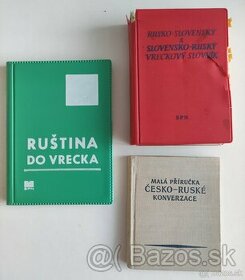 RUŠTINA
DO VRECKA
RUSKO-SLOVENSKÝ
A
SLOVENSKO-RUSKÝ
VRECKOVÝ SLOVNÍK
SPN
MALÁ PŘÍRUČKA
ČESKO-RUSKÉ
KONVERZACE
Bazos.sk